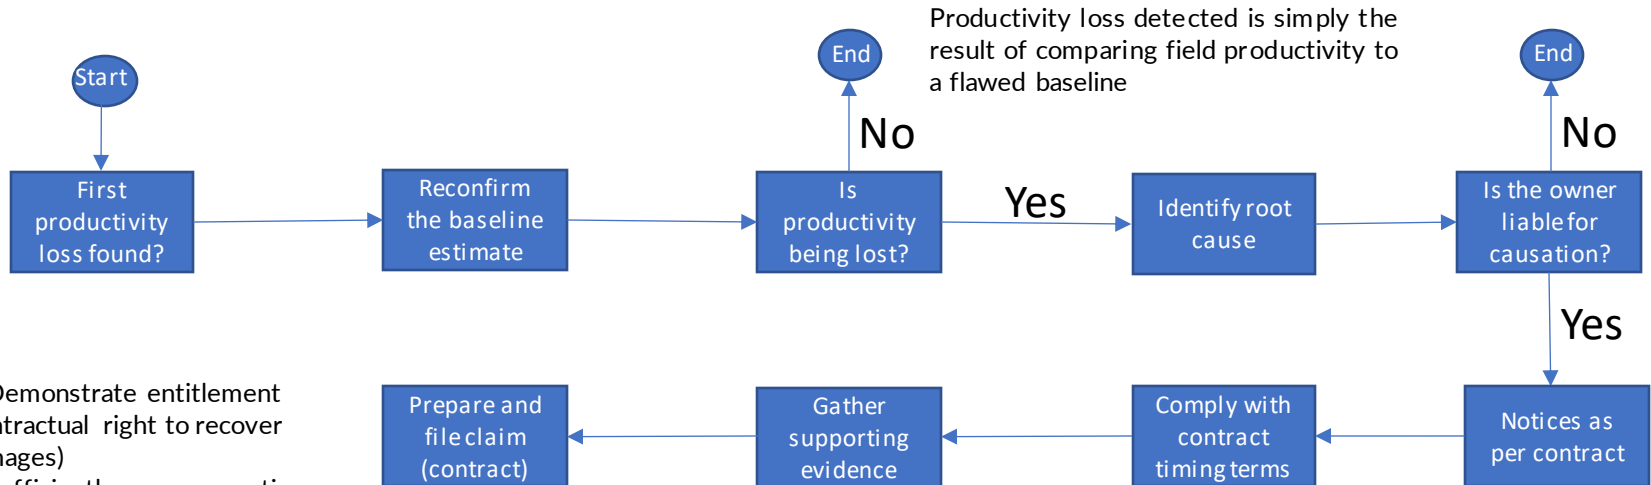 Productivity loss detected is simply the
result of comparing field productivity to
a flawed baseline
Start
End
End
No
No
First
productivity
loss found?
Reconfirm
the baseline
estimate
Is
productivity
being lost?
Yes
Identify root
cause
Is the owner
liable for
causation?
Yes
Demonstrate entitlement
right to recover
Prepare and
file claim
(contract)
Gather
supporting
evidence
Comply with
contract
timing terms
Notices as
per contract